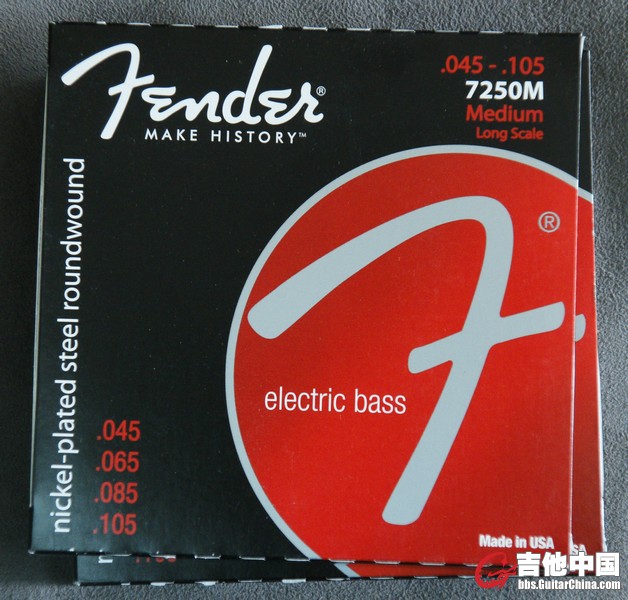 Fender®
MAKE HISTORY™
.045 - .105
7250M
Medium
Long Scale
nickel-plated steel roundwound
®
electric bass
.045
.065
.085
.105
Made in USA
SA
吉他中国
bbs.GuitarChina.com